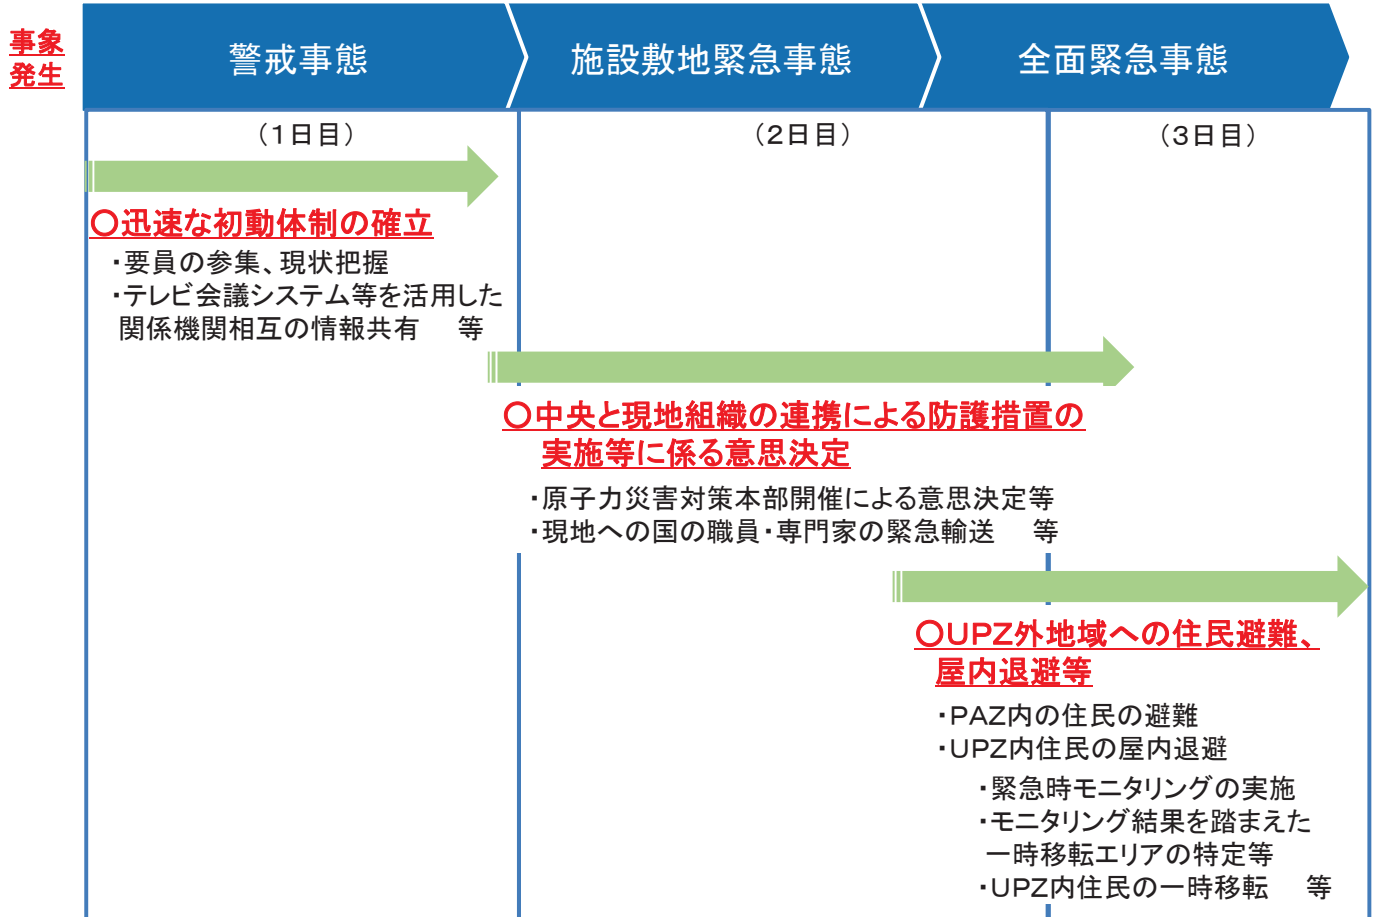 事象
発生
警戒事態
施設敷地緊急事態
全面緊急事態
（1日目）
（2日目）
（3日目）
○迅速な初動体制の確立
・要員の参集、現状把握
・テレビ会議システム等を活用した
関係機関相互の情報共有　等
○中央と現地組織の連携による防護措置の
実施等に係る意思決定
・原子力災害対策本部開催による意思決定等
・現地への国の職員・専門家の緊急輸送　等
○UPZ外地域への住民避難、
屋内退避等
・PAZ内の住民の避難
・UPZ内住民の屋内退避
・緊急時モニタリングの実施
・モニタリング結果を踏まえた
一時移転エリアの特定等
・UPZ内住民の一時移転　等